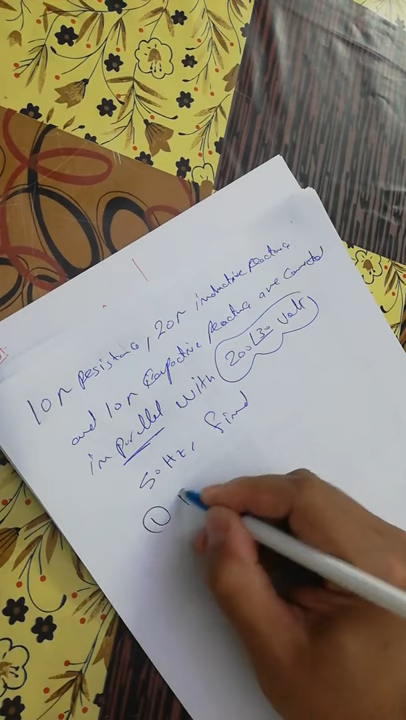 10Ω Resistance, 20Ω inductive Reactance
and 10Ω Capacitive Reactance are connected
in parallel with 200∠30 Volt,
50Hz, find
①